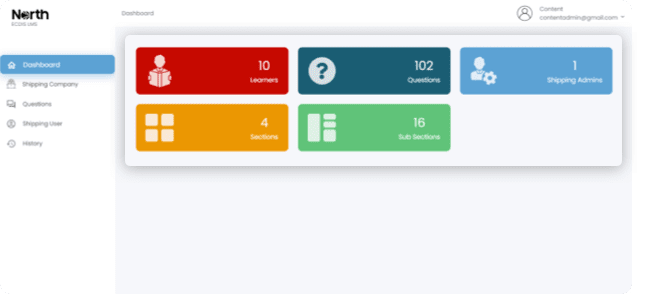 North
Dashboard
Content
contentadmin@gmail.com
Dashboard
Shipping Company
Questions
Shipping User
History
10
Learners
102
Questions
1
Shipping Admins
4
Sections
16
Sub Sections